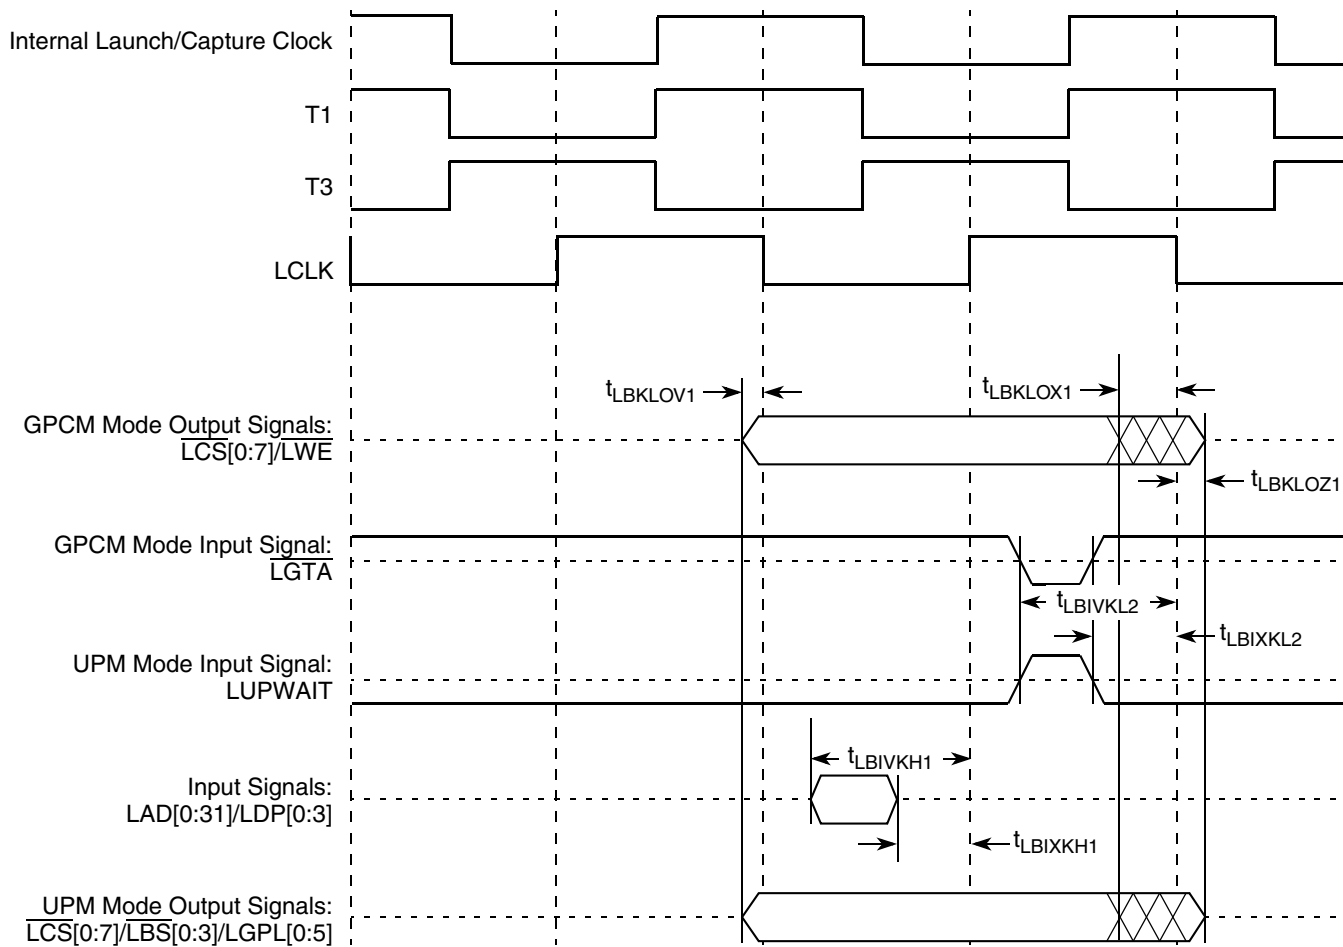 Internal Launch/Capture Clock
T1
T3
LCLK
tLBKLOV1
tLBKLOX1
GPCM Mode Output Signals:
LCS[0:7]/LWE
tLBKLOZ1
GPCM Mode Input Signal:
LGTA
tLBIVKL2
tLBIXKL2
UPM Mode Input Signal:
LUPWAIT
tLBIVKH1
Input Signals:
LAD[0:31]/LDP[0:3]
tLBIXKH1
UPM Mode Output Signals:
LCS[0:7]/LBS[0:3]/LGPL[0:5]